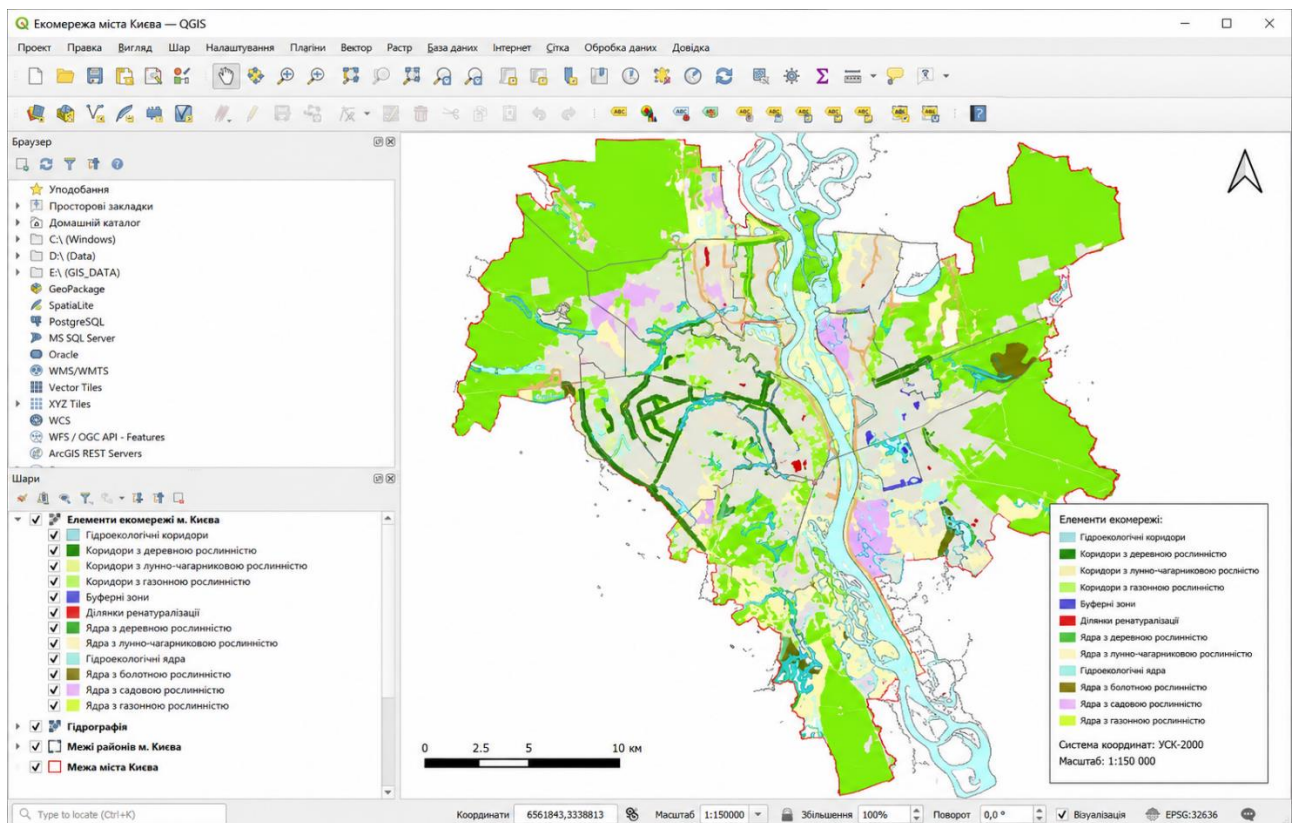 Екомережа міста Києва — QGIS
Проект Правка Вигляд Шар Налаштування Плагіни Вектор Растр База даних Інтернет Сітка Обробка даних Довідка
Браузер
Уподобання
Просторові закладки
Домашній каталог
C:\ (Windows)
D:\ (Data)
E:\ (GIS_DATA)
GeoPackage
SpatiaLite
PostgreSQL
MS SQL Server
Oracle
WMS/WMTS
Vector Tiles
XYZ Tiles
WCS
WFS / OGC API - Features
ArcGIS REST Servers
Шари
Елементи екомережі м. Києва
Гідроекологічні коридори
Коридори з деревною рослинністю
Коридори з лунно-чагарниковою рослинністю
Коридори з газонною рослинністю
Буферні зони
Ділянки ренатуралізації
Ядра з деревною рослинністю
Ядра з лунно-чагарниковою рослинністю
Гідроекологічні ядра
Ядра з болотною рослинністю
Ядра з садовою рослинністю
Ядра з газонною рослинністю
Гідрографія
Межі районів м. Києва
Межа міста Києва
0 2.5 5 10 км
Елементи екомережі:
Гідроекологічні коридори
Коридори з деревною рослинністю
Коридори з лунно-чагарниковою росліністю
Коридори з газонною рослинністю
Буферні зони
Ділянки ренатуралізації
Ядра з деревною рослинністю
Ядра з лунно-чагарниковою рослинністю
Гідроекологічні ядра
Ядра з болотною рослинністю
Ядра з садовою рослинністю
Ядра з газонною рослинністю
Система координат: УСК-2000
Масштаб: 1:150 000
Type to locate (Ctrl+K) Координати 6561843,3338813 Масштаб 1:150000 Збільшення 100% Поворот 0,0 ° Візуалізація EPSG:32636